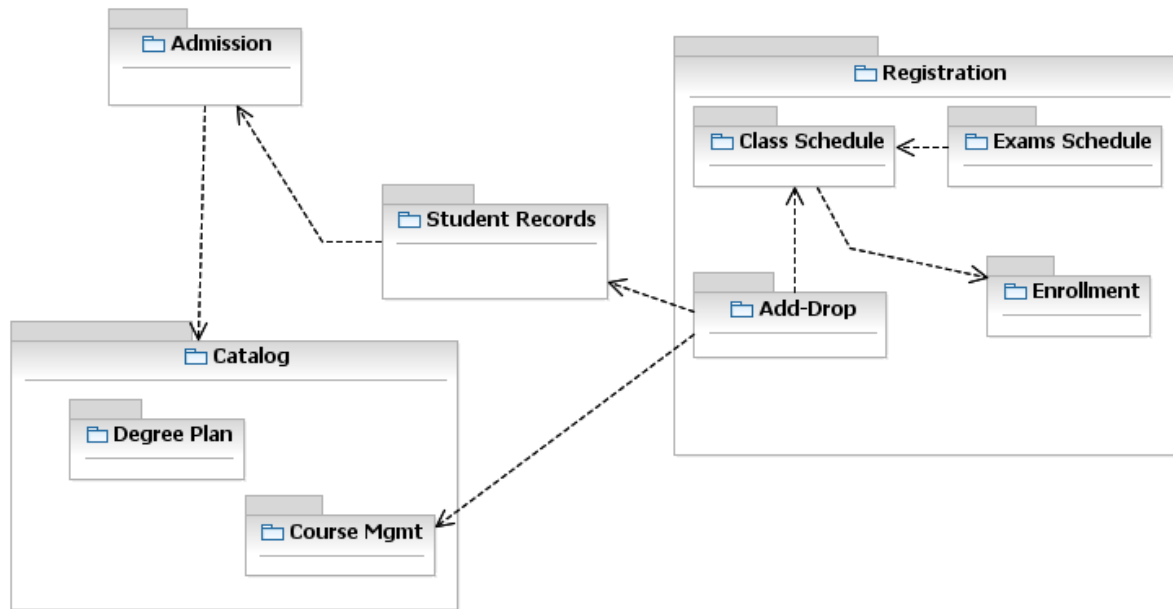 Admission
Registration
Class Schedule
Exams Schedule
Student Records
Enrollment
Add-Drop
Catalog
Degree Plan
Course Mgmt